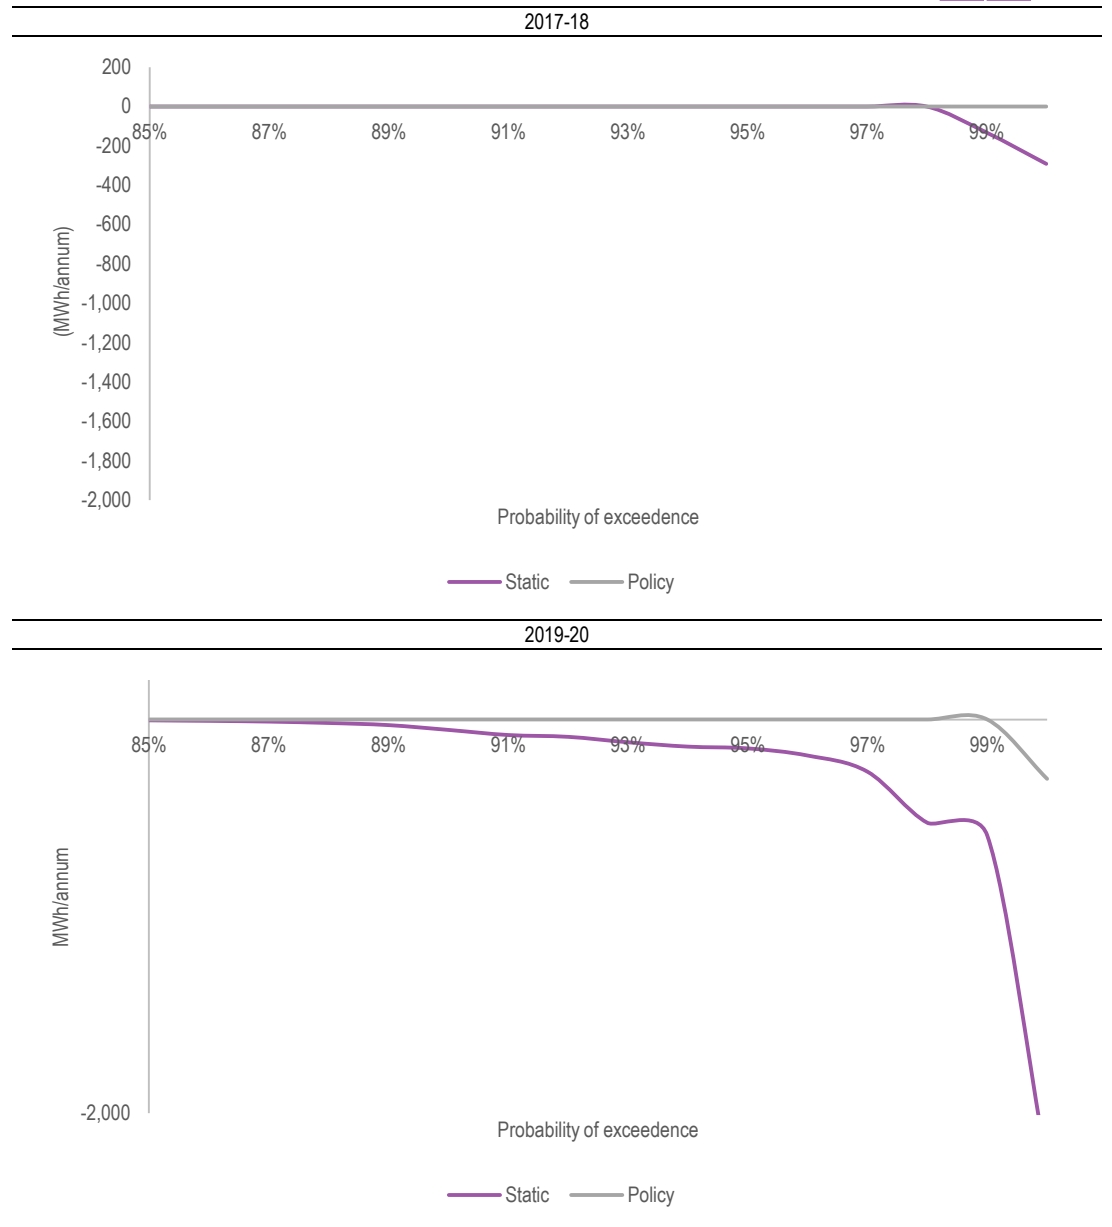 2017-18
200
0
85% 87% 89% 91% 93% 95% 97% 99%
-200
-400
-600
-800
-1,000
-1,200
-1,400
-1,600
-1,800
-2,000
(MWh/annum)
Probability of exceedence
Static Policy
2019-20
85% 87% 89% 91% 93% 95% 97% 99%
MWh/annum
-2,000
Probability of exceedence
Static Policy